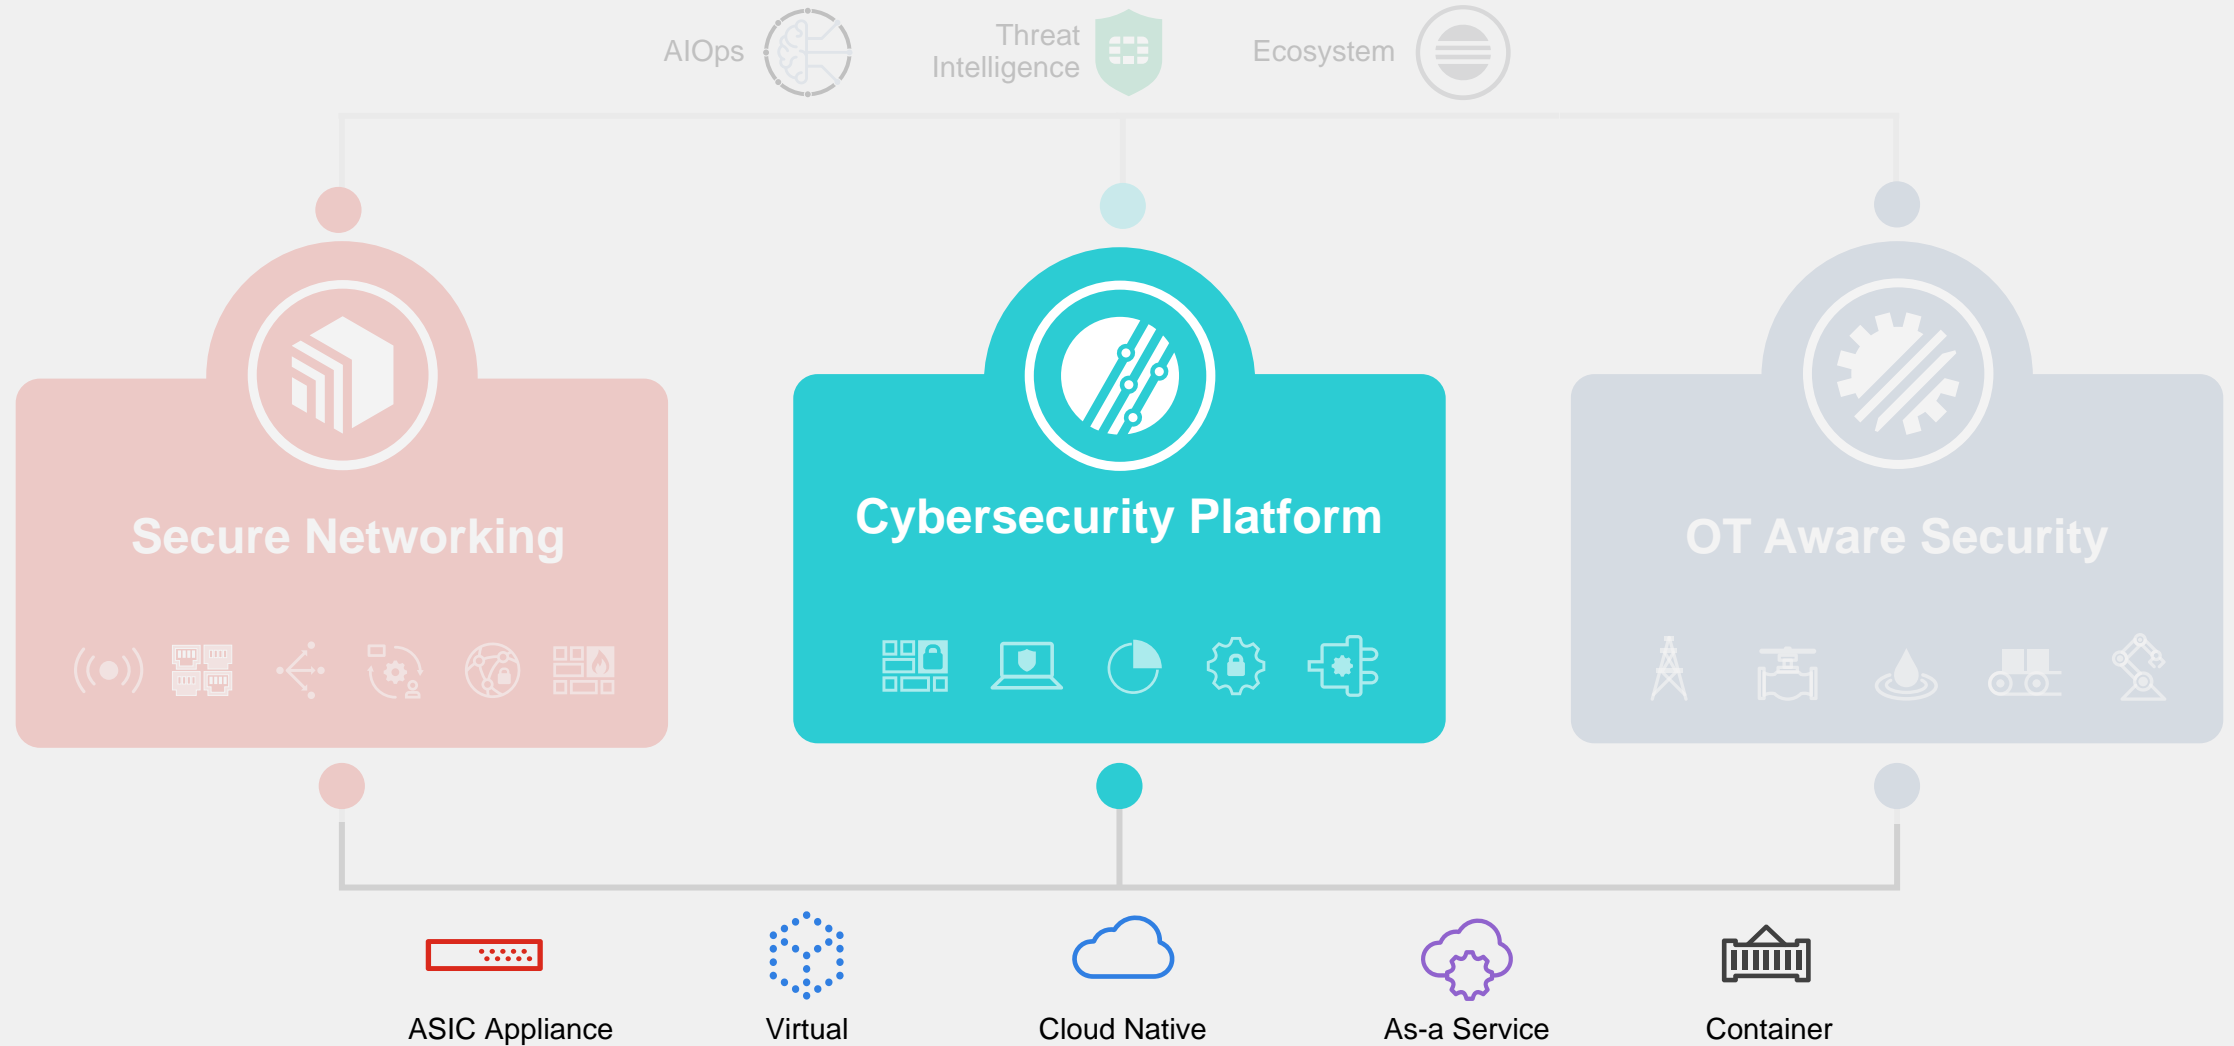 AIOps
Threat
Intelligence
Ecosystem
Secure Networking
Cybersecurity Platform
OT Aware Security
ASIC Appliance
Virtual
Cloud Native
As-a Service
Container